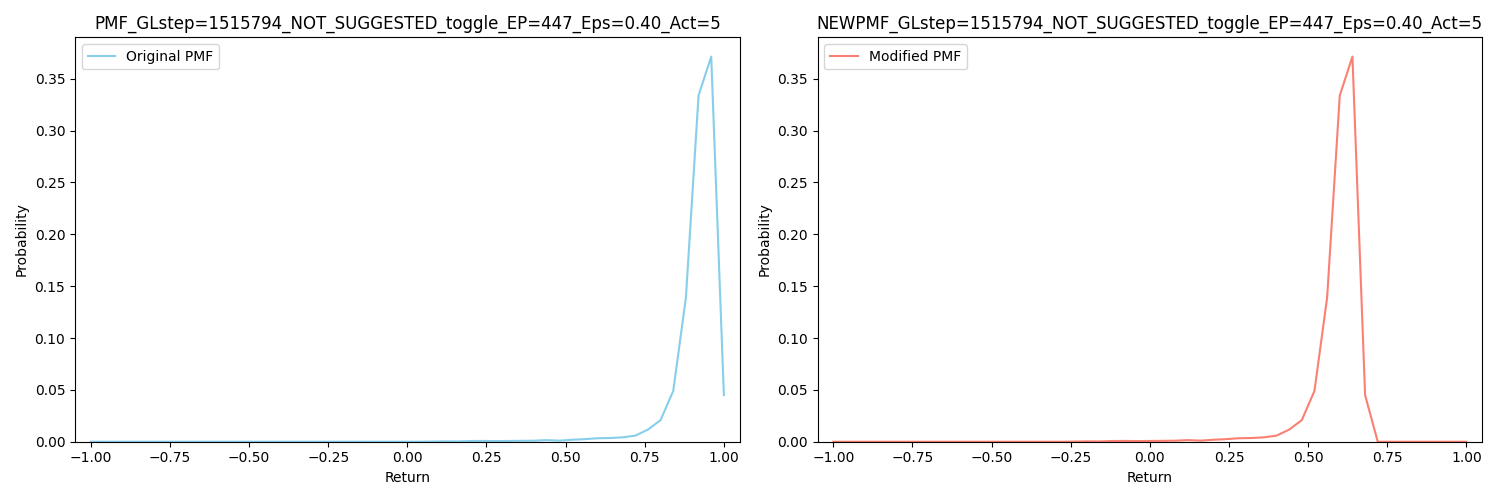 PMF_GLstep=1515794_NOT_SUGGESTED_toggle_EP=447_Eps=0.40_Act=5
Original PMF
Probability
0.35
0.30
0.25
0.20
0.15
0.10
0.05
0.00
−1.00 −0.75 −0.50 −0.25 0.00 0.25 0.50 0.75 1.00
Return
NEWPMF_GLstep=1515794_NOT_SUGGESTED_toggle_EP=447_Eps=0.40_Act=5
Modified PMF
Probability
0.35
0.30
0.25
0.20
0.15
0.10
0.05
0.00
−1.00 −0.75 −0.50 −0.25 0.00 0.25 0.50 0.75 1.00
Return